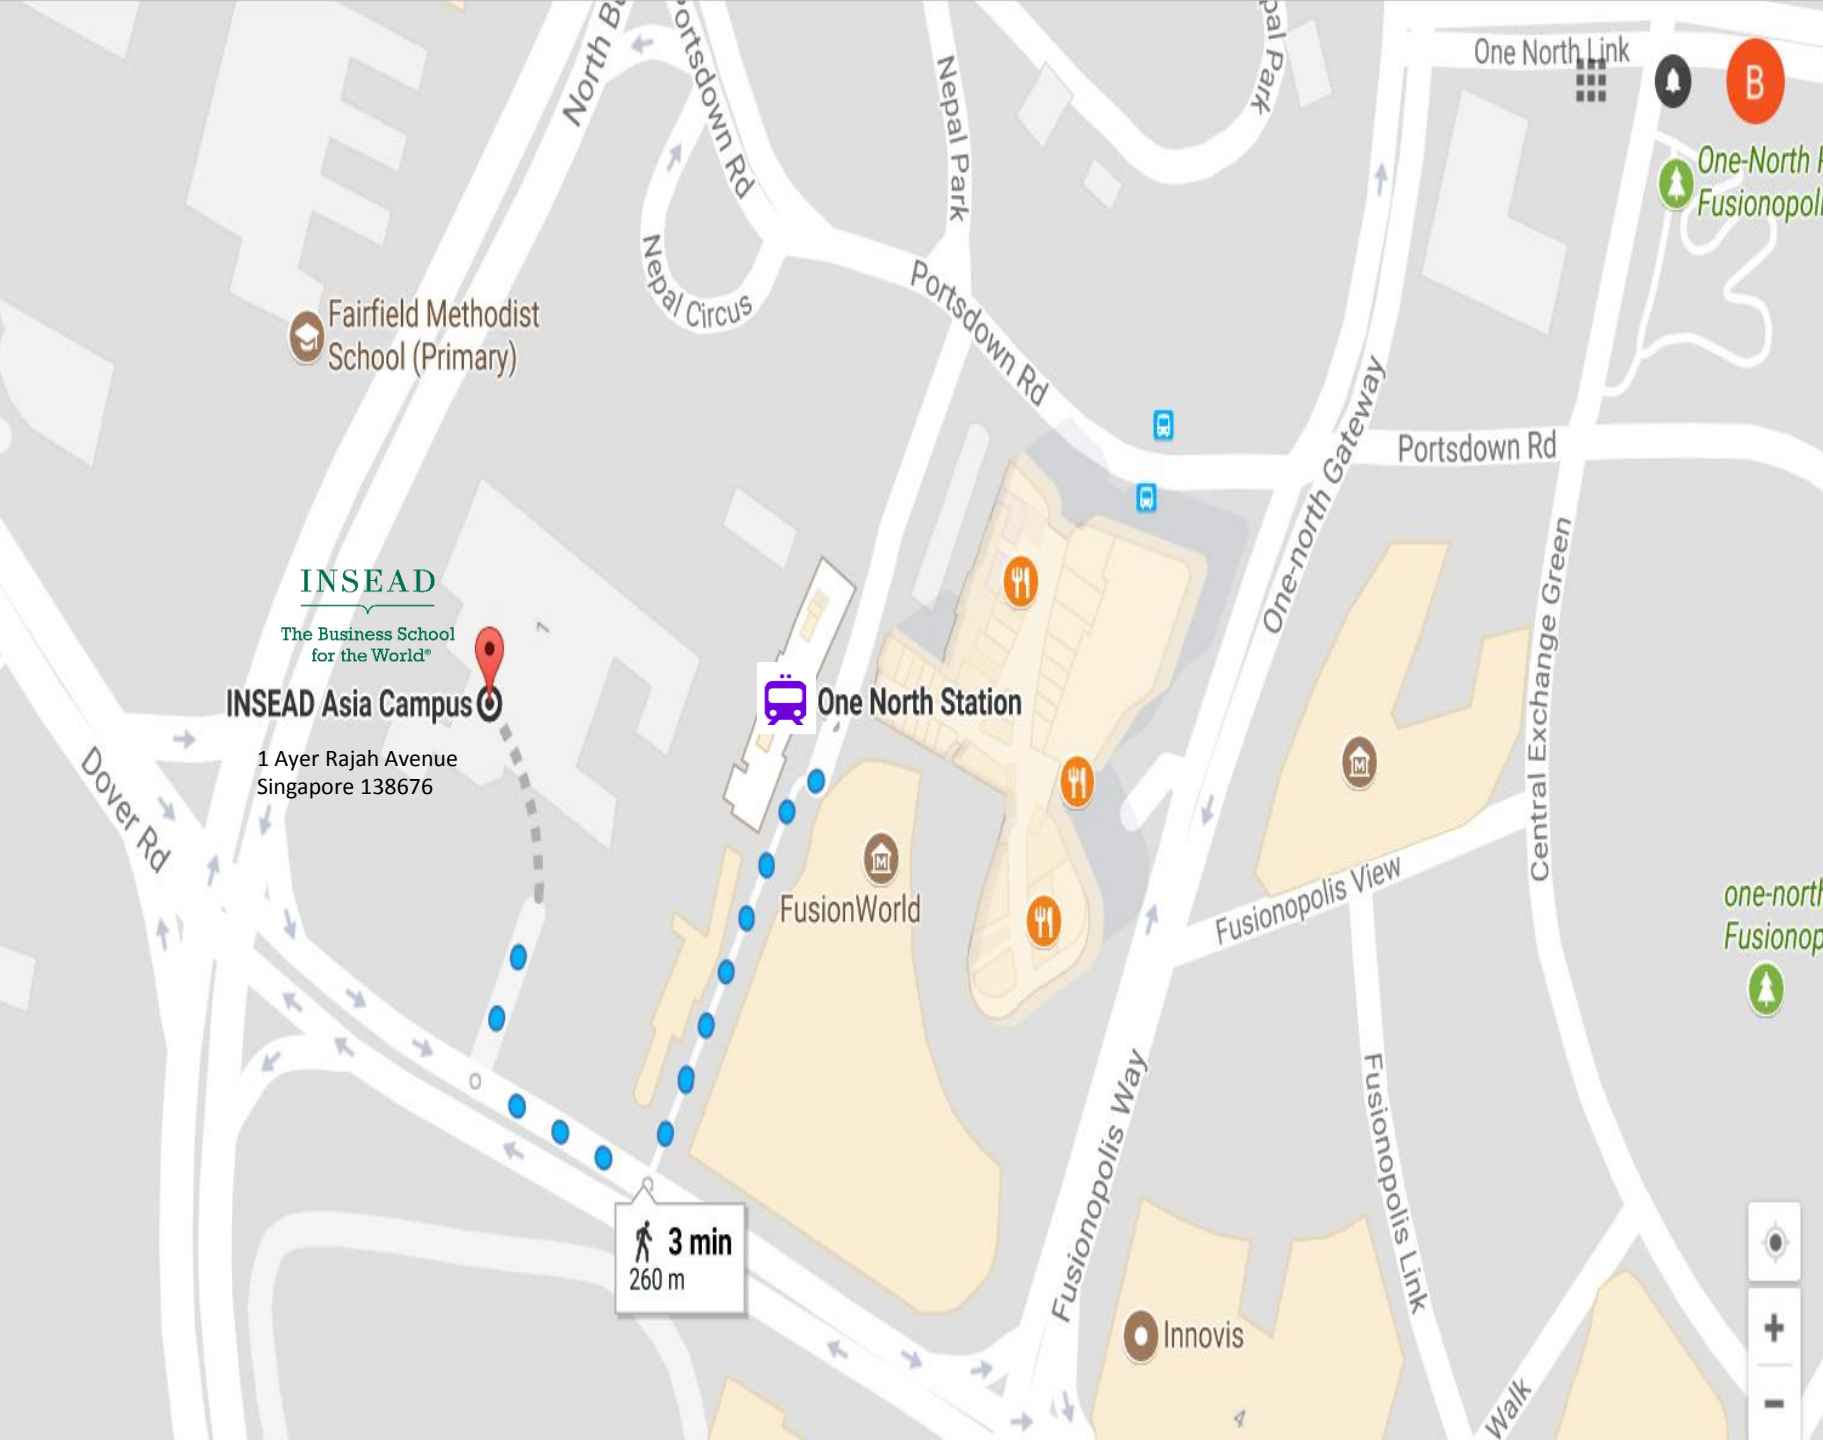 North B
Portsdown Rd
Nepal Park
pal Park
One North Link
B
One-North
Fusionopoli
Nepal Circus
Fairfield Methodist
School (Primary)
Portsdown Rd
One-north Gateway
Portsdown Rd
INSEAD
The Business School
for the World®
1
INSEAD Asia Campus
One North Station
1 Ayer Rajah Avenue
Singapore 138676
Dover Rd
Central Exchange Green
FusionWorld
Fusionopolis View
one-north
Fusionop
Fusionopolis Way
Fusionopolis Link
3 min
260 m
Innovis
4
Walk
+
−